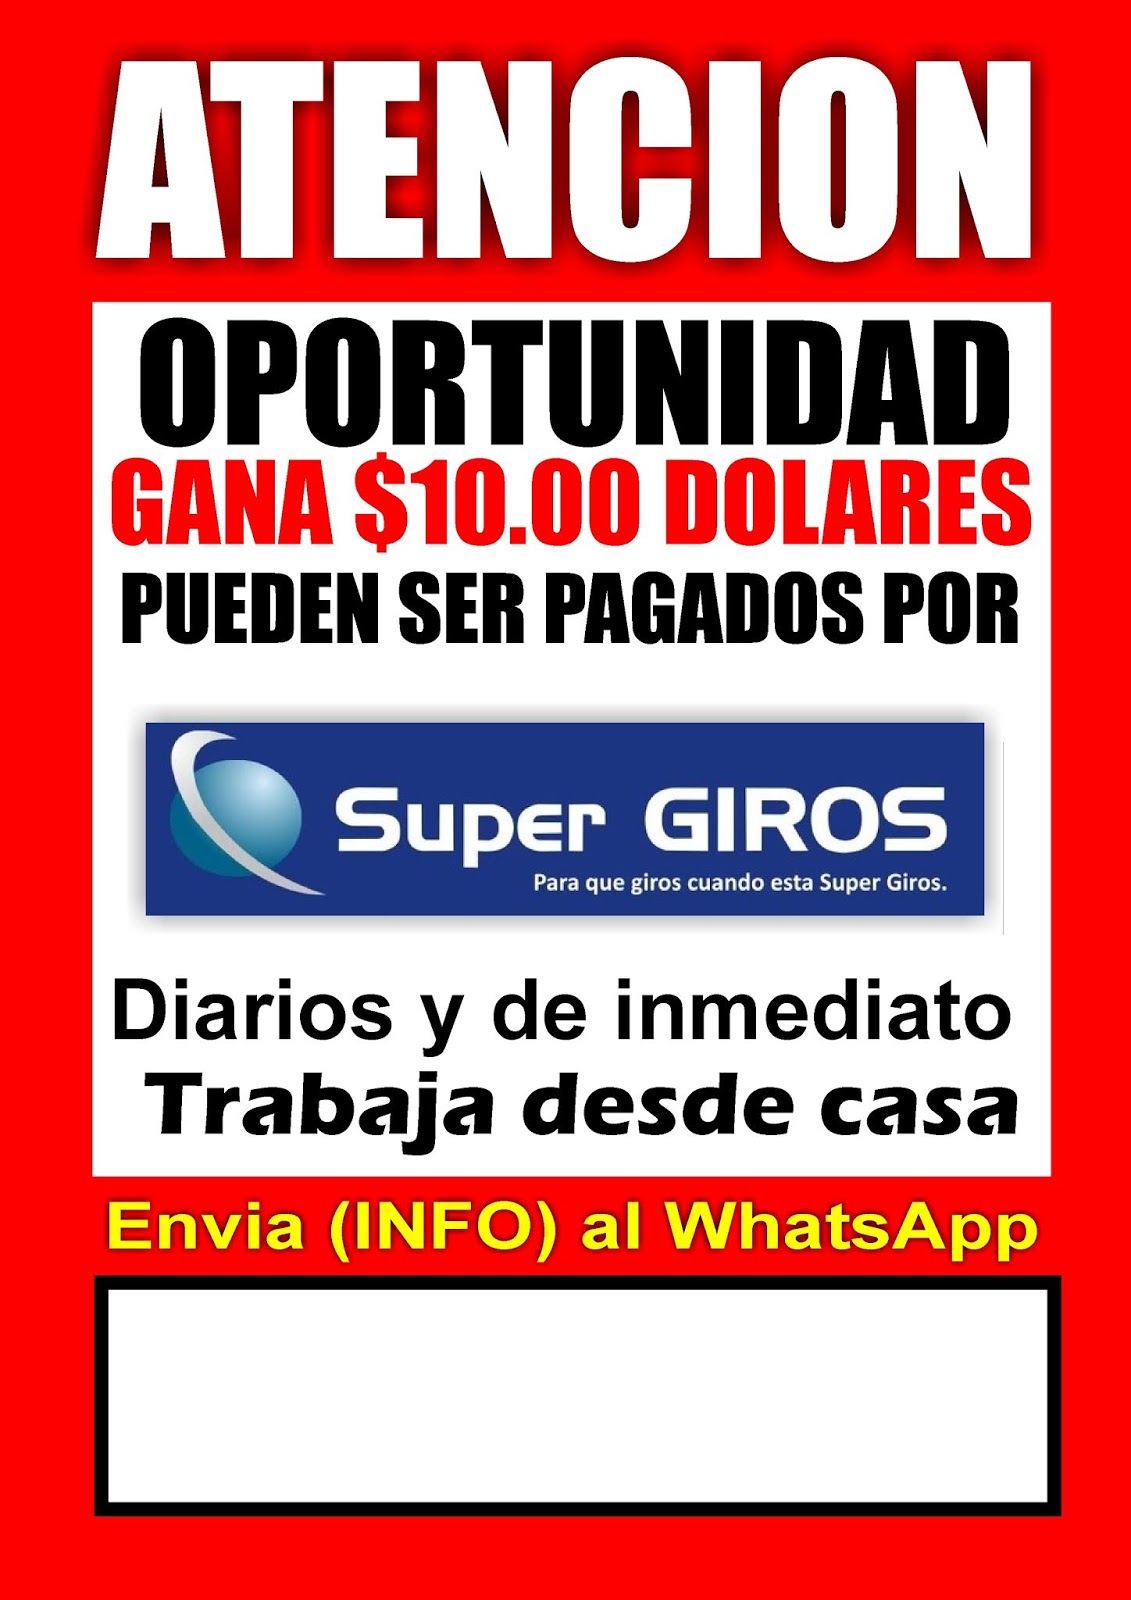 ATENCION
OPORTUNIDAD
GANA $10.00 DOLARES
PUEDEN SER PAGADOS POR
Super GIROS
Para que giros cuando esta Super Giros.
Diarios y de inmediato
Trabaja desde casa
Envia (INFO) al WhatsApp